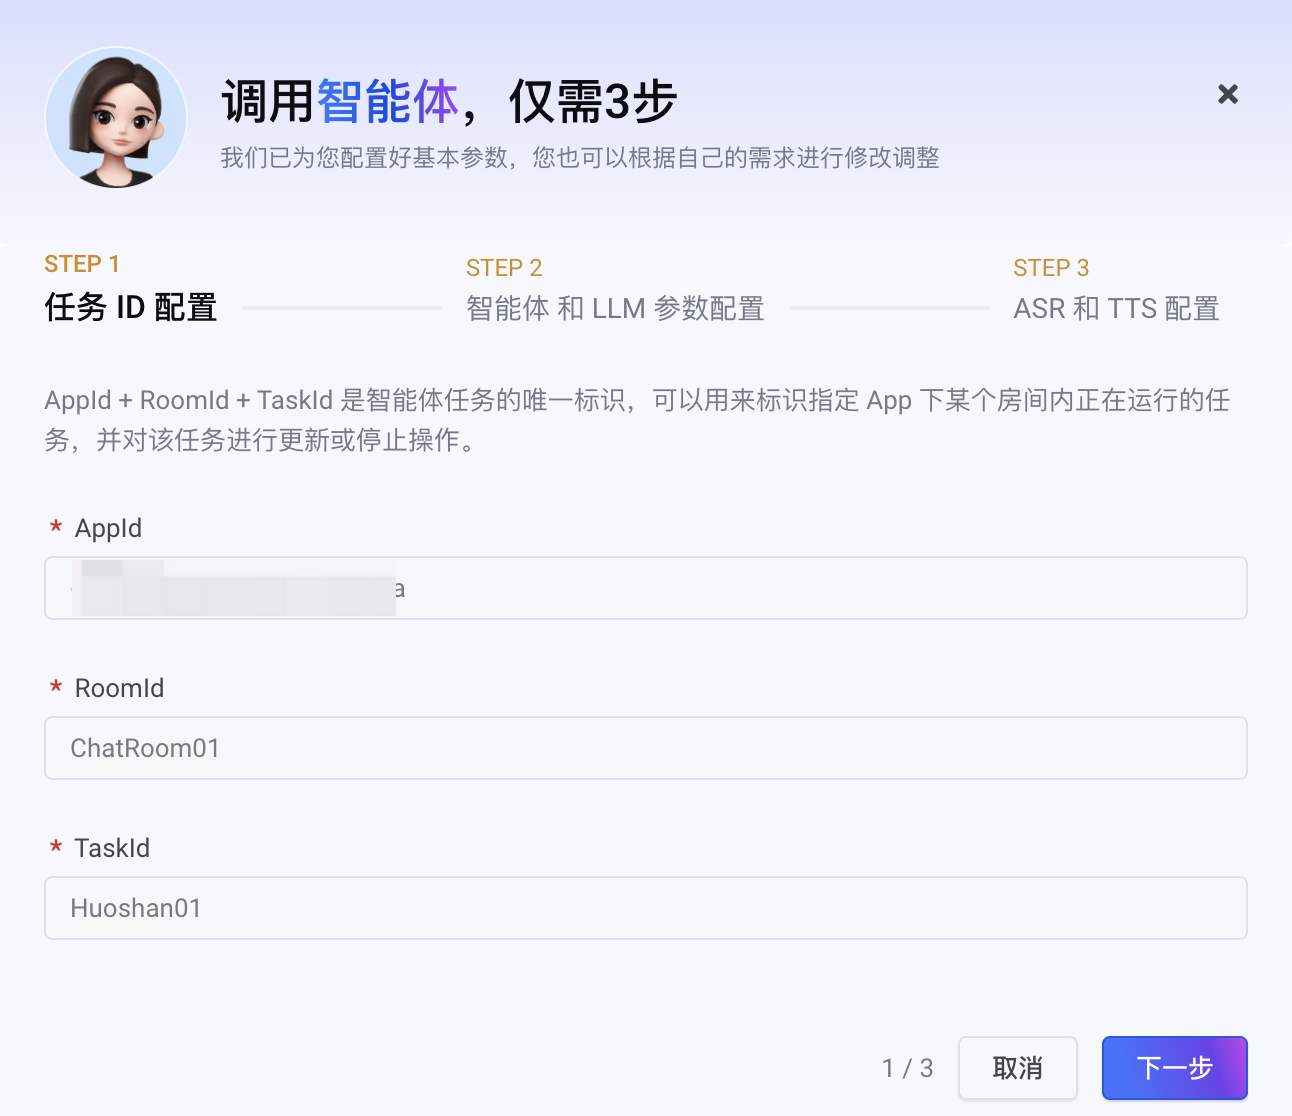 调用智能体，仅需3步
我们已为您配置好基本参数，您也可以根据自己的需求进行修改调整
STEP 1
任务 ID 配置
STEP 2
智能体 和 LLM 参数配置
STEP 3
ASR 和 TTS 配置
AppId + RoomId + TaskId 是智能体任务的唯一标识，可以用来标识指定 App 下某个房间内正在运行的任
务，并对该任务进行更新或停止操作。
* AppId
a
* RoomId
ChatRoom01
* TaskId
Huoshan01
1 / 3
取消
下一步